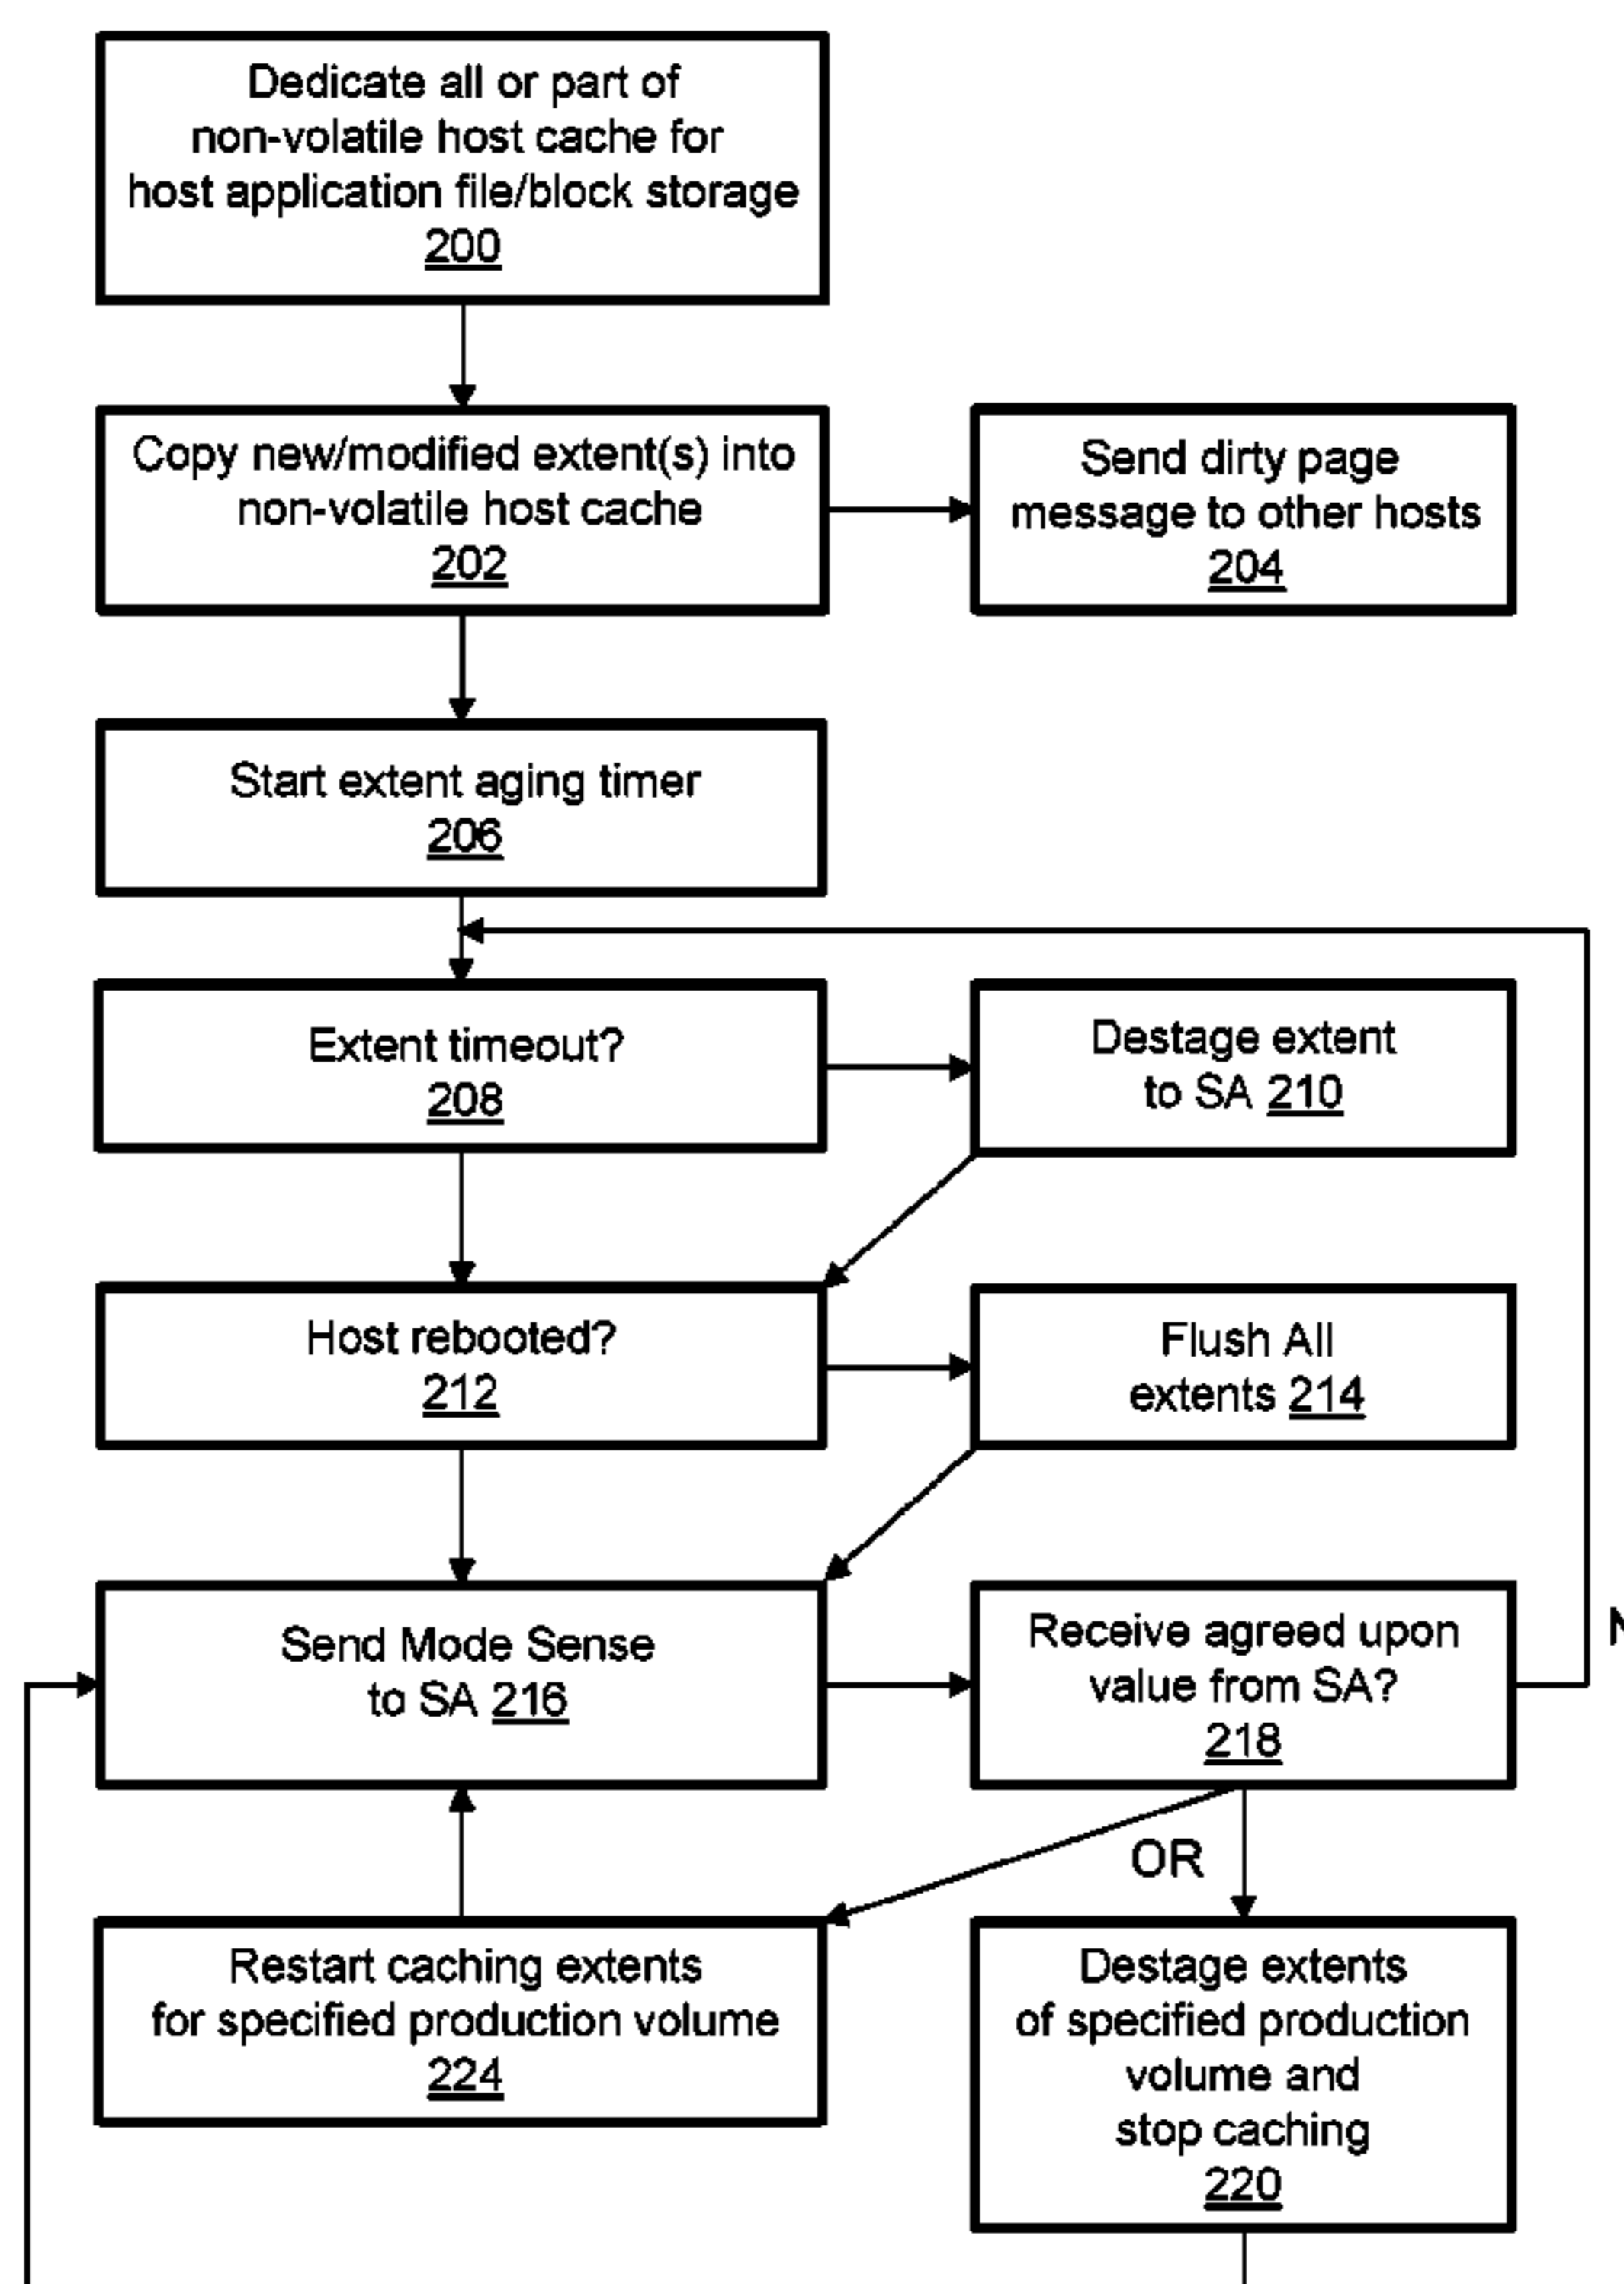 Dedicate all or part of
non-volatile host cache for
host application file/block storage
200
Copy new/modified extent(s) into
non-volatile host cache
202
Send dirty page
message to other hosts
204
Start extent aging timer
206
Extent timeout?
208
Destage extent
to SA 210
Host rebooted?
212
Flush All
extents 214
Send Mode Sense
to SA 216
Receive agreed upon
value from SA?
218
OR
Restart caching extents
for specified production volume
224
Destage extents
of specified production
volume and
stop caching
220